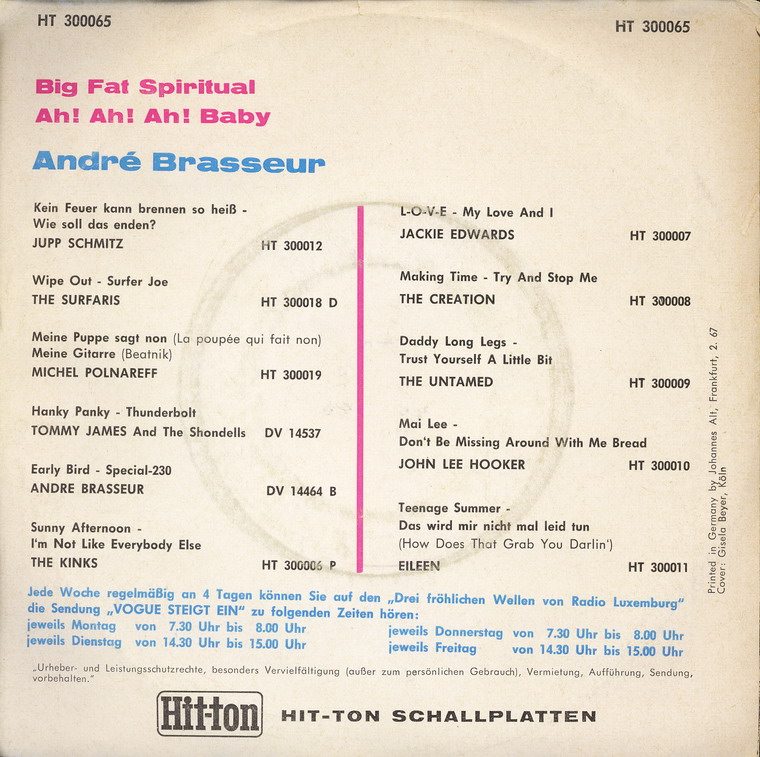 HT 300065
HT 300065
Big Fat Spiritual
Ah! Ah! Ah! Baby
André Brasseur
Kein Feuer kann brennen so heiß -
Wie soll das enden?
JUPP SCHMITZ HT 300012
Wipe Out - Surfer Joe
THE SURFARIS HT 300018 D
Meine Puppe sagt non (La poupée qui fait non)
Meine Gitarre (Beatnik)
MICHEL POLNAREFF HT 300019
Hanky Panky - Thunderbolt
TOMMY JAMES And The Shondells DV 14537
Early Bird - Special-230
ANDRE BRASSEUR DV 14464 B
Sunny Afternoon -
I'm Not Like Everybody Else
THE KINKS HT 300006 P
L-O-V-E - My Love And I
JACKIE EDWARDS HT 300007
Making Time - Try And Stop Me
THE CREATION HT 300008
Daddy Long Legs -
Trust Yourself A Little Bit
THE UNTAMED HT 300009
Mai Lee -
Don't Be Missing Around With Me Bread
JOHN LEE HOOKER HT 300010
Teenage Summer -
Das wird mir nicht mal leid tun
(How Does That Grab You Darlin')
EILEEN HT 300011
Printed in Germany by Johannes Alt, Frankfurt, 2. 67
Cover: Gisela Beyer, Köln
Jede Woche regelmäßig an 4 Tagen können Sie auf den „Drei fröhlichen Wellen von Radio Luxemburg"
die Sendung „VOGUE STEIGT EIN" zu folgenden Zeiten hören:
jeweils Montag von 7.30 Uhr bis 8.00 Uhr
jeweils Dienstag von 14.30 Uhr bis 15.00 Uhr
jeweils Donnerstag von 7.30 Uhr bis 8.00 Uhr
jeweils Freitag von 14.30 Uhr bis 15.00 Uhr
„Urheber- und Leistungsschutzrechte, besonders Vervielfältigung (außer zum persönlichen Gebrauch), Vermietung, Aufführung, Sendung,
vorbehalten."
Hit-ton HIT-TON SCHALLPLATTEN